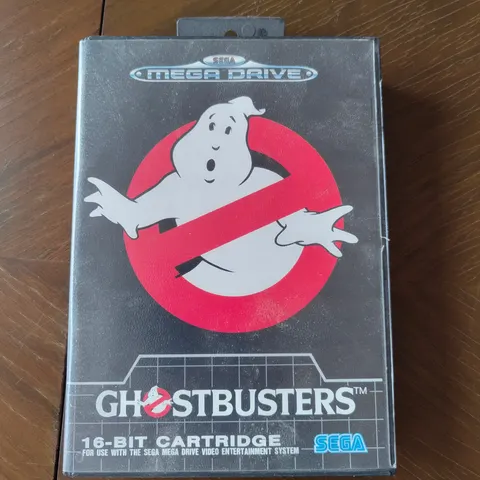 SEGA
MEGA DRIVE
GHOSTBUSTERS™
16-BIT CARTRIDGE
FOR USE WITH THE SEGA MEGA DRIVE VIDEO ENTERTAINMENT SYSTEM
SEGA